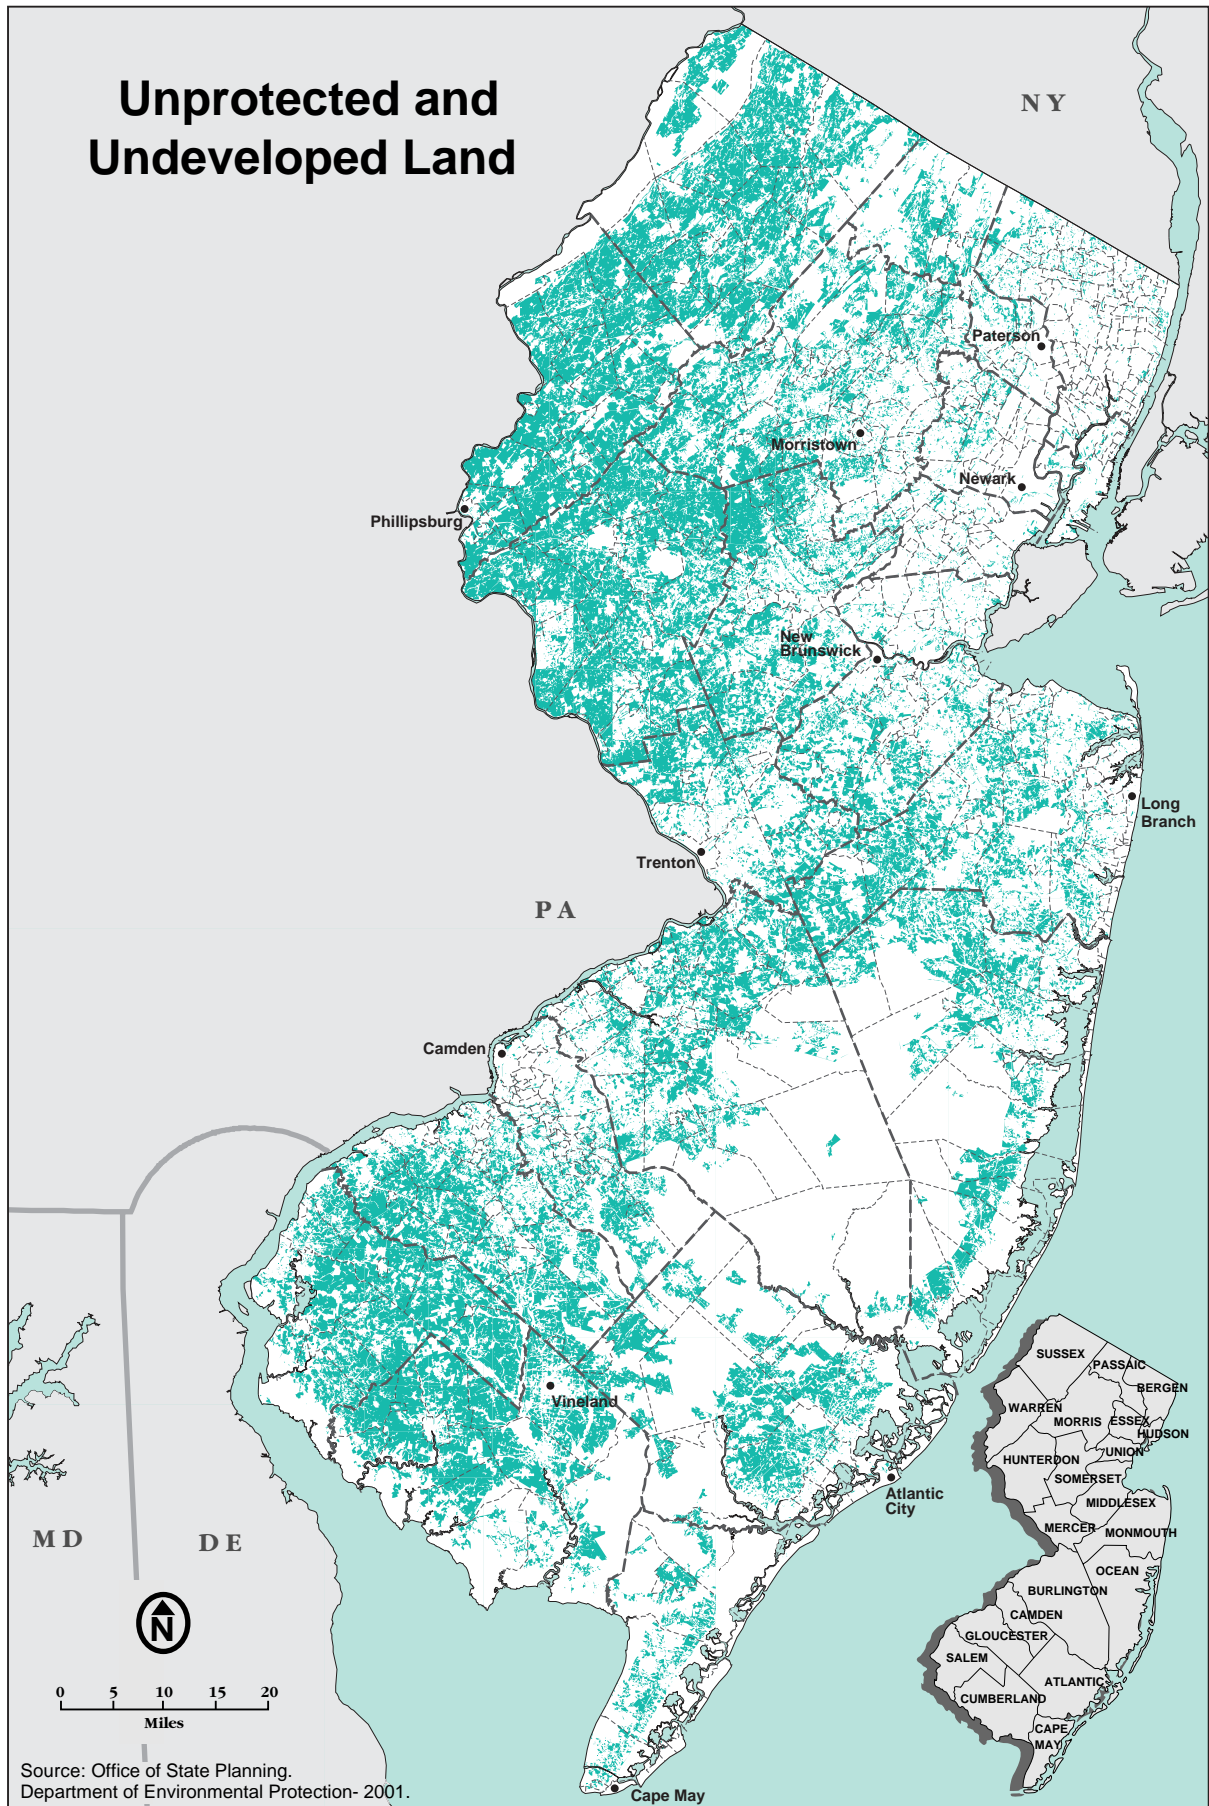 Unprotected and
Undeveloped Land
NY
Paterson
Morristown
Newark
Phillipsburg
New
Brunswick
Long
Branch
Trenton
PA
Camden
Vineland
Atlantic
City
MD
DE
N
0 5 10 15 20
Miles
Source: Office of State Planning.
Department of Environmental Protection- 2001.
Cape May
SUSSEX
PASSAIC
BERGEN
WARREN
MORRIS
ESSEX
HUDSON
UNION
HUNTERDON
SOMERSET
MIDDLESEX
MERCER
MONMOUTH
OCEAN
BURLINGTON
CAMDEN
GLOUCESTER
SALEM
ATLANTIC
CUMBERLAND
CAPE
MAY